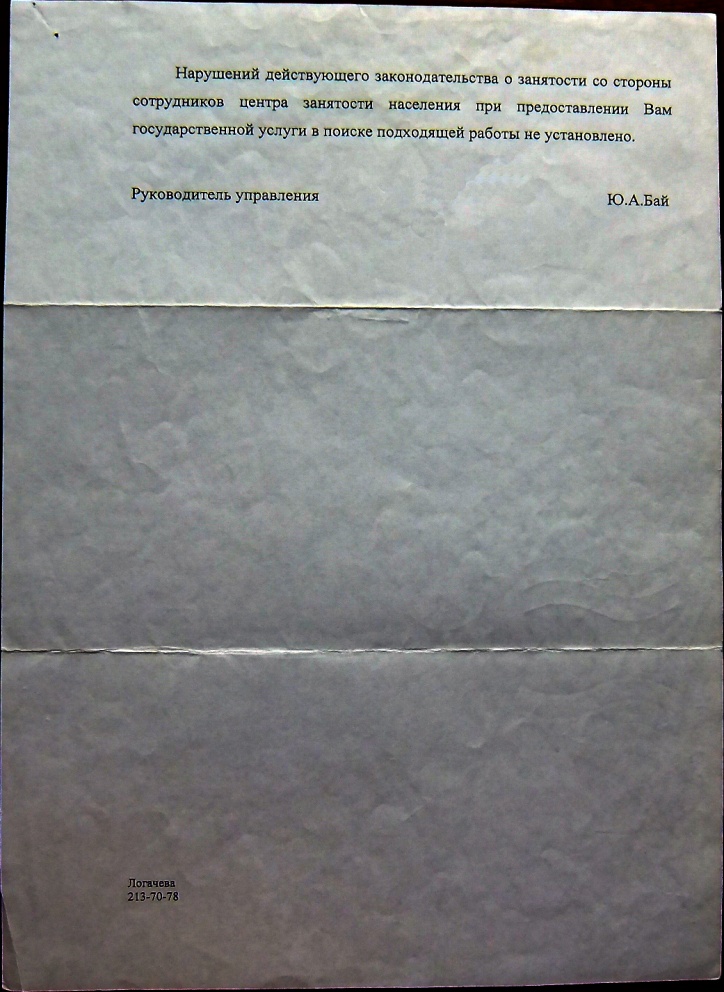 Нарушений действующего законодательства о занятости со стороны
сотрудников центра занятости населения при предоставлении Вам
государственной услуги в поиске подходящей работы не установлено.
Руководитель управления Ю.А.Бай
Логачева
213-70-78